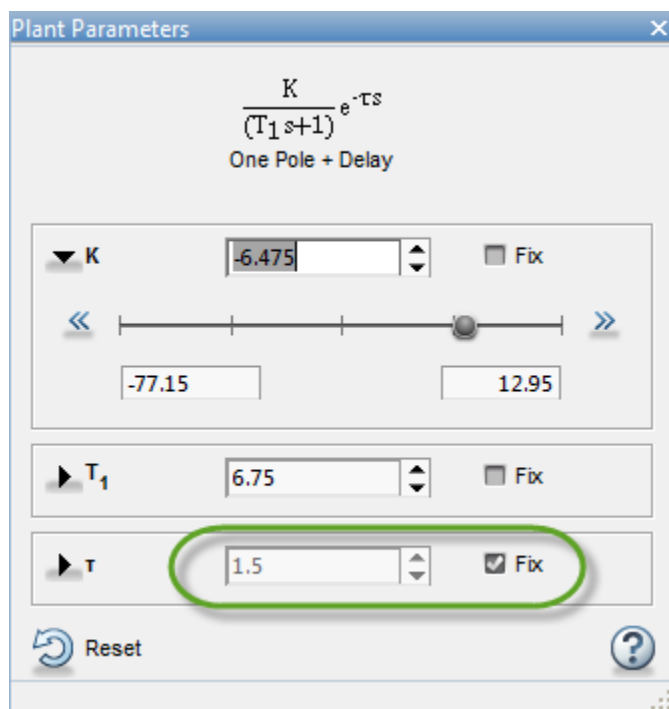 Plant Parameters
K
(T1s+1) e-τs
One Pole + Delay
K -6.475 Fix
-77.15 12.95
T1 6.75 Fix
τ 1.5 Fix
Reset ?